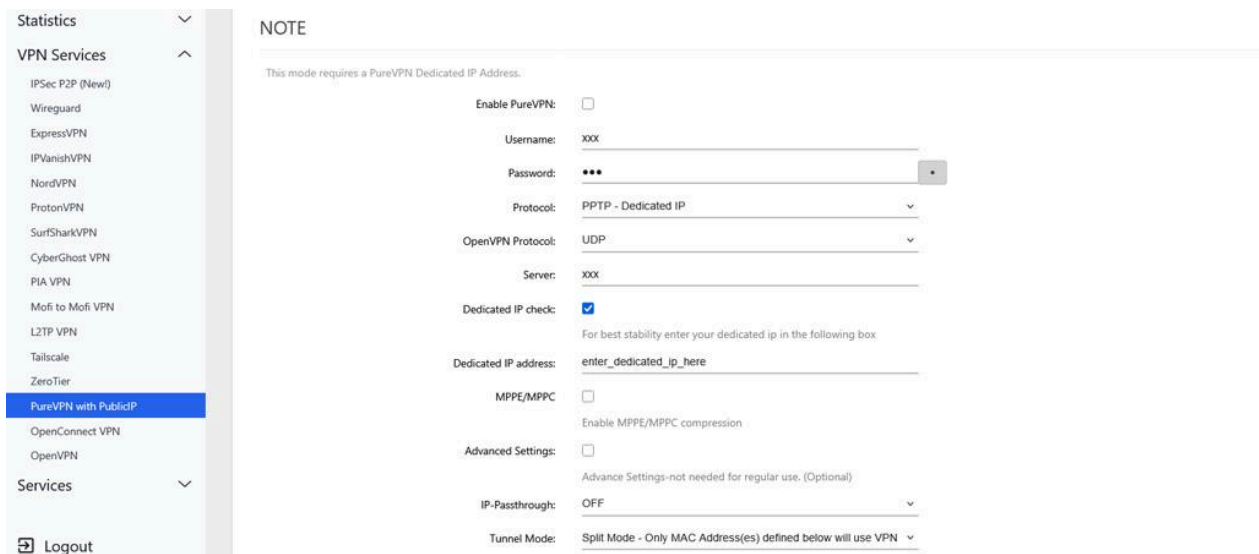 Statistics
VPN Services
IPSec P2P (New!)
Wireguard
ExpressVPN
IPVanishVPN
NordVPN
ProtonVPN
SurfSharkVPN
CyberGhost VPN
PIA VPN
Mofi to Mofi VPN
L2TP VPN
Tailscale
ZeroTier
PureVPN with PublicIP
OpenConnect VPN
OpenVPN
Services
Logout
NOTE
This mode requires a PureVPN Dedicated IP Address.
Enable PureVPN:
Username: xxx
Password: •••
Protocol: PPTP - Dedicated IP
OpenVPN Protocol: UDP
Server: xxx
Dedicated IP check:
For best stability enter your dedicated ip in the following box
Dedicated IP address: enter_dedicated_ip_here
MPPE/MPPC
Enable MPPE/MPPC compression
Advanced Settings:
Advance Settings-not needed for regular use. (Optional)
IP-Passthrough: OFF
Tunnel Mode: Split Mode - Only MAC Address(es) defined below will use VPN